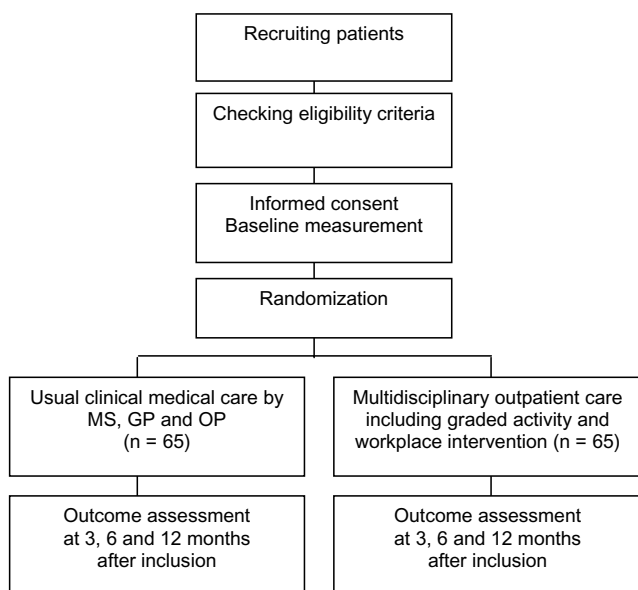 Recruiting patients
Checking eligibility criteria
Informed consent
Baseline measurement
Randomization
Usual clinical medical care by
MS, GP and OP
(n = 65)
Multidisciplinary outpatient care
including graded activity and
workplace intervention (n = 65)
Outcome assessment
at 3, 6 and 12 months
after inclusion
Outcome assessment
at 3, 6 and 12 months
after inclusion